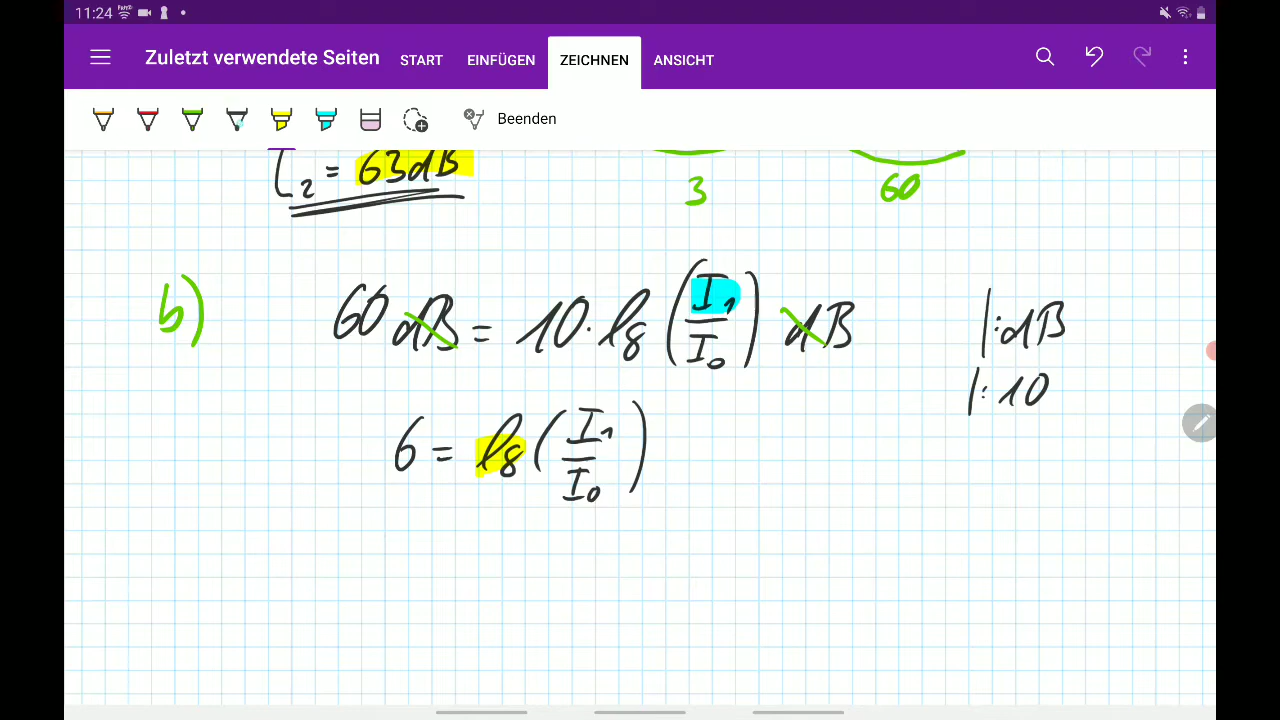 11:24
Zuletzt verwendete Seiten START EINFÜGEN ZEICHNEN ANSICHT
Beenden
L₂ = 63dB
3 60
b) 60 dB = 10 · lg (I₁/I₀) dB |:dB
|:10
6 = lg (I₁/I₀)